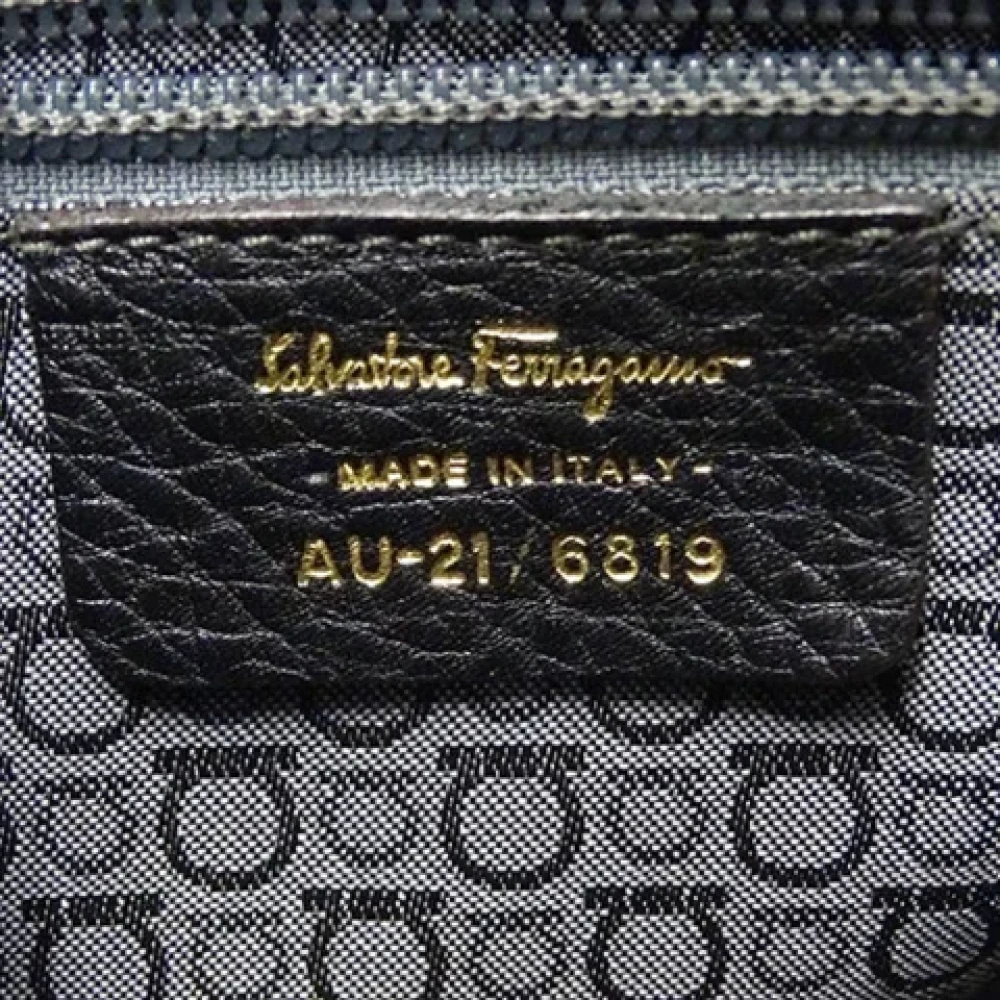 Salvatore Ferragamo
- MADE IN ITALY -
AU-21/6819